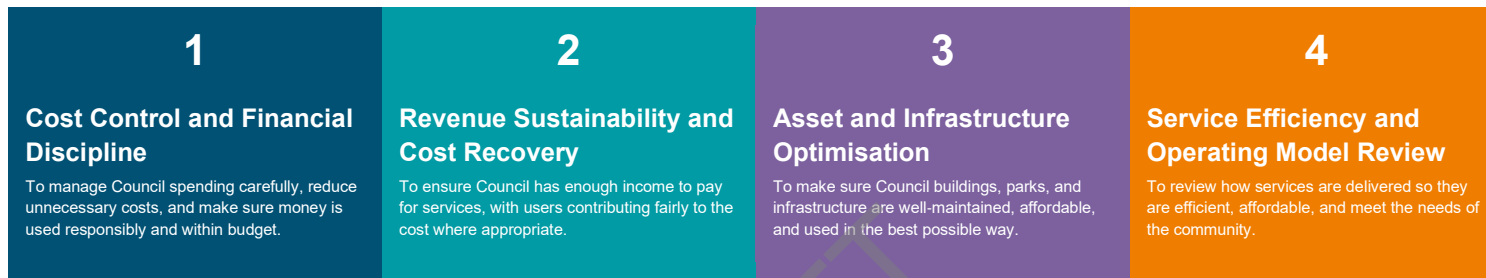 1
Cost Control and Financial
Discipline
To manage Council spending carefully, reduce
unnecessary costs, and make sure money is
used responsibly and within budget.
2
Revenue Sustainability and
Cost Recovery
To ensure Council has enough income to pay
for services, with users contributing fairly to the
cost where appropriate.
3
Asset and Infrastructure
Optimisation
To make sure Council buildings, parks, and
infrastructure are well-maintained, affordable,
and used in the best possible way.
4
Service Efficiency and
Operating Model Review
To review how services are delivered so they
are efficient, affordable, and meet the needs of
the community.